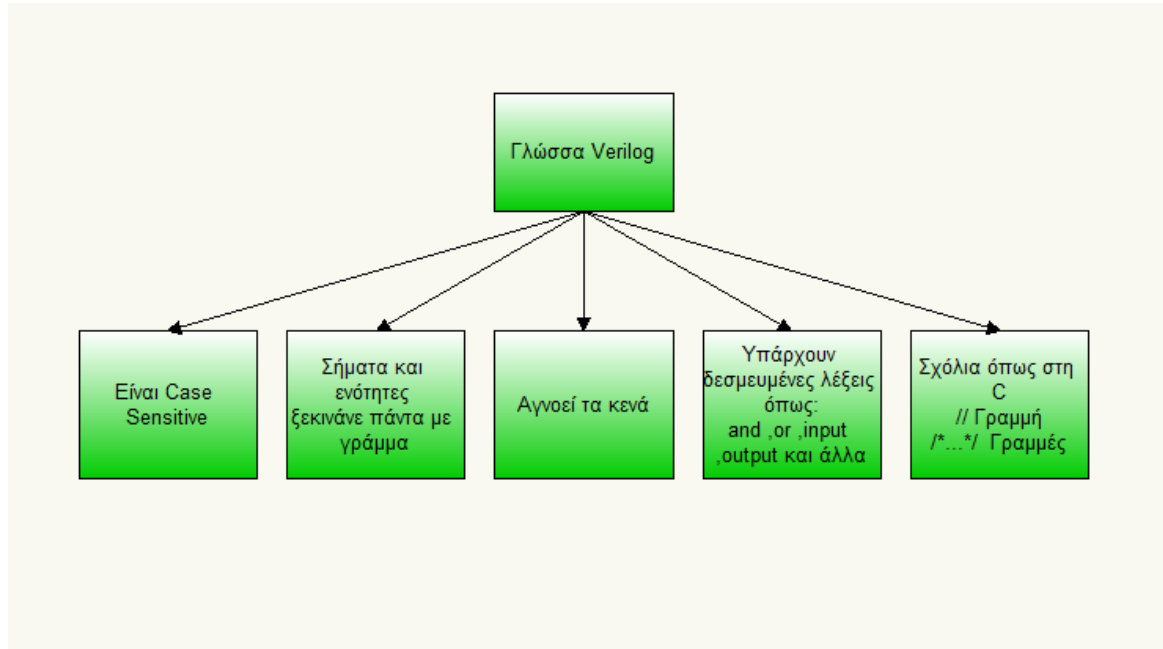 Γλώσσα Verilog
Είναι Case
Sensitive
Σήματα και
ενότητες
ξεκινάνε πάντα με
γράμμα
Αγνοεί τα κενά
Υπάρχουν
δεσμευμένες λέξεις
όπως:
and ,or ,input
,output και άλλα
Σχόλια όπως στη
C
// Γραμμή
/*...*/ Γραμμές